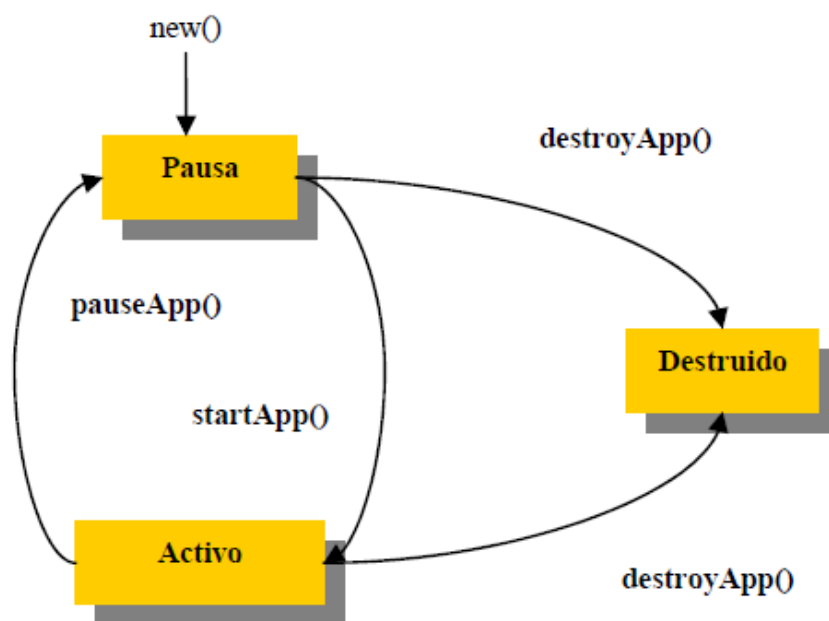 new()
destroyApp()
Pausa
pauseApp()
Destruido
startApp()
Activo
destroyApp()